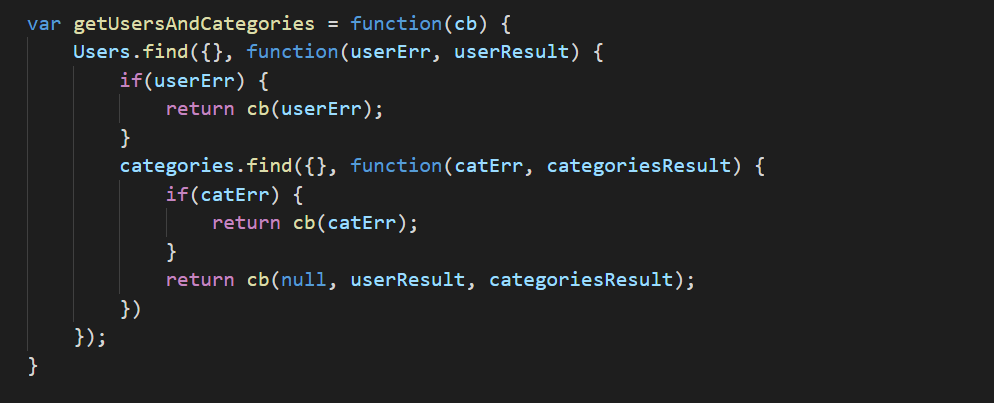 var getUsersAndCategories = function(cb) {
    Users.find({}, function(userErr, userResult) {
        if(userErr) {
            return cb(userErr);
        }
        categories.find({}, function(catErr, categoriesResult) {
            if(catErr) {
                return cb(catErr);
            }
            return cb(null, userResult, categoriesResult);
        })
    });
}